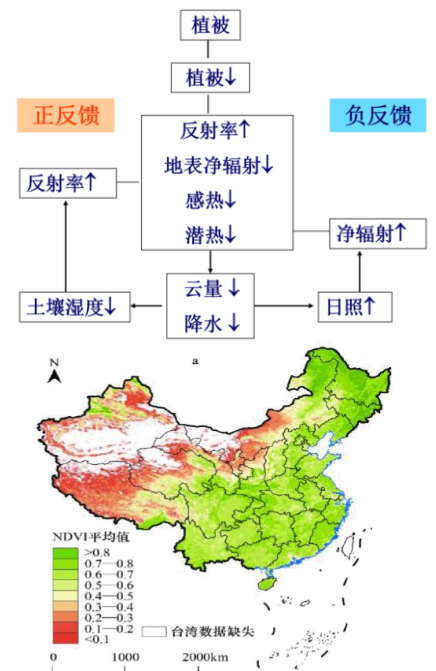 植被
植被↓
正反馈
负反馈
反射率↑
地表净辐射↓
感热↓
潜热↓
反射率↑
净辐射↑
云量↓
降水↓
土壤湿度↓
日照↑
a
N
NDVI平均值
>0.8
0.7—0.8
0.6—0.7
0.5—0.6
0.4—0.5
0.3—0.4
0.2—0.3
0.1—0.2
<0.1
台湾数据缺失
0 1000 2000km